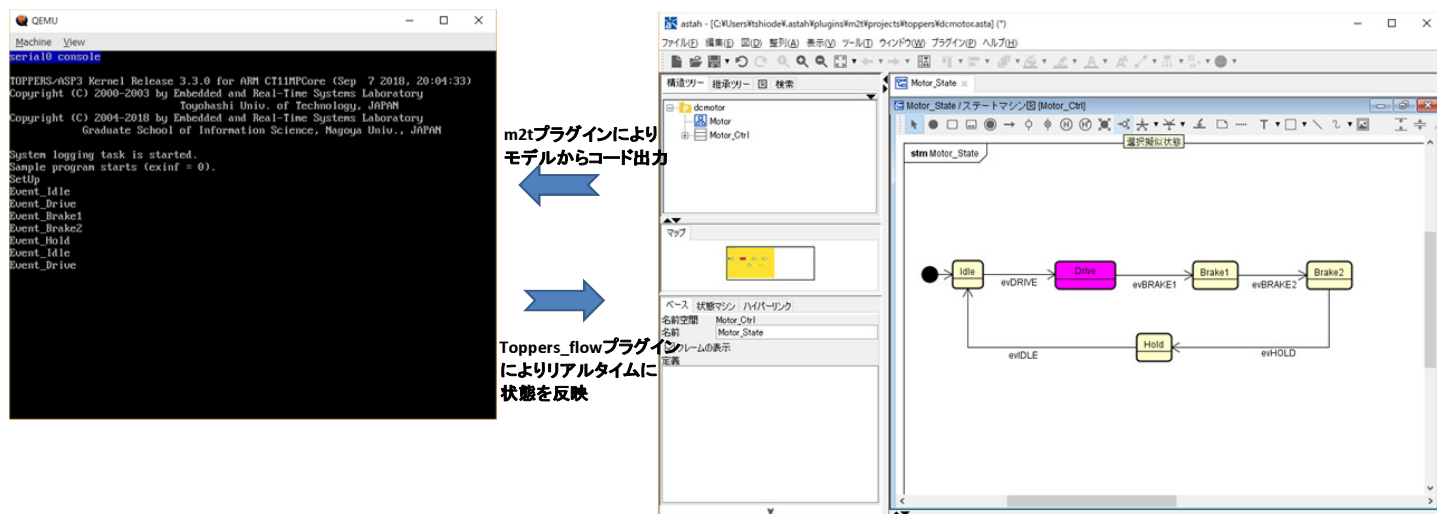 QEMU
Machine View
serial0 console
TOPPERS/ASP3 Kernel Release 3.3.0 for ARM CT11MPCore (Sep 7 2018, 20:04:33)
Copyright (C) 2000-2003 by Embedded and Real-Time Systems Laboratory
Toyohashi Univ. of Technology, JAPAN
Copyright (C) 2004-2018 by Embedded and Real-Time Systems Laboratory
Graduate School of Information Science, Nagoya Univ., JAPAN
System logging task is started.
Sample program starts (exinf = 0).
SetUp
Event_Idle
Event_Drive
Event_Brake1
Event_Brake2
Event_Hold
Event_Idle
Event_Drive
m2tプラグインにより
モデルからコード出力
Toppers_flowプラグイン
によりリアルタイムに
状態を反映
astah - [C:¥Users¥tshiode¥.astah¥plugins¥m2t¥projects¥toppers¥dcmotor.asta] (*)
ファイル(F) 編集(E) 図(D) 整列(A) 表示(V) ツール(T) ウィンドウ(W) プラグイン(P) ヘルプ(H)
構造ツリー 継承ツリー 図 検索
dcmotor
Motor
Motor_Ctrl
マップ
ベース 状態マシン ハイパーリンク
名前空間 Motor_Ctrl
名前 Motor_State
フレームの表示
定義
Motor_State
Motor_State / ステートマシン図 [Motor_Ctrl]
選択擬似状態
stm Motor_State
Idle
evDRIVE
Drive
evBRAKE1
Brake1
evBRAKE2
Brake2
evIDLE
Hold
evHOLD